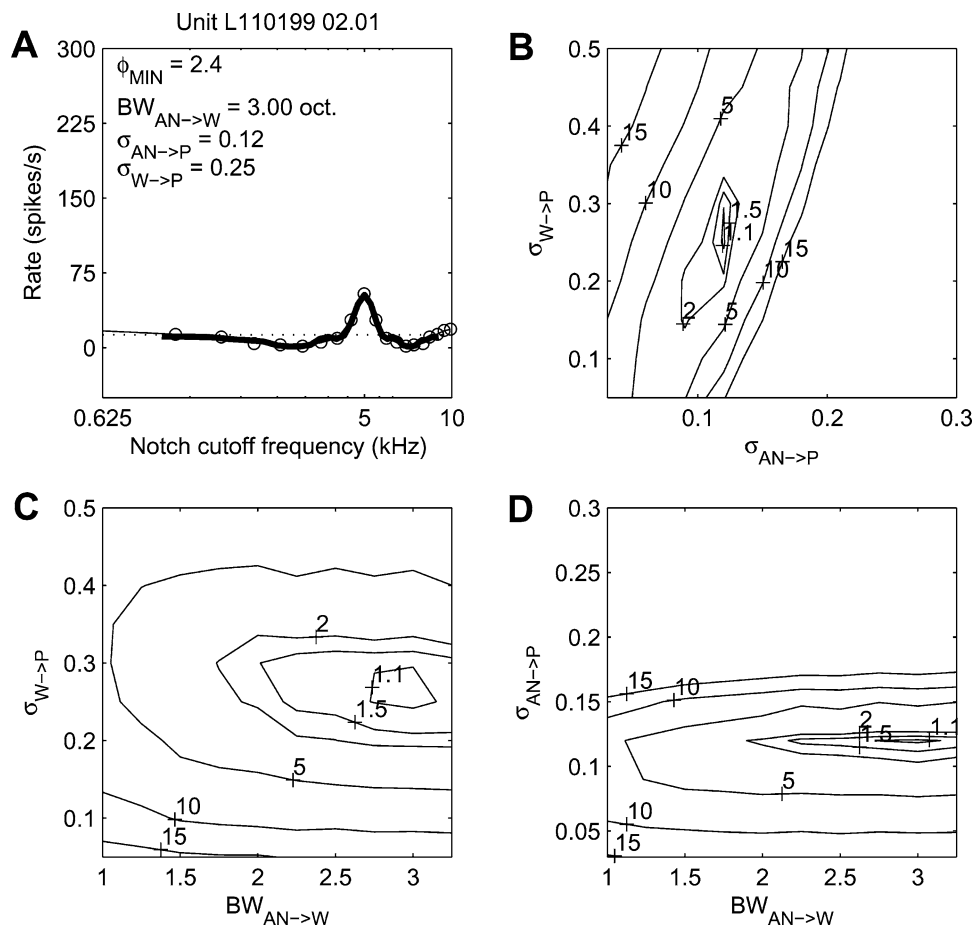 Unit L110199 02.01
A
300
225
150
75
0
Rate (spikes/s)
ϕMIN = 2.4
BWAN−>W = 3.00 oct.
σAN−>P = 0.12
σW−>P = 0.25
0.625 5 10
Notch cutoff frequency (kHz)
B
0.5
0.4
0.3
0.2
0.1
σW−>P
15
10
5
1.5
1.1
2
5
10
15
0.1 0.2 0.3
σAN−>P
C
0.5
0.4
0.3
0.2
0.1
σW−>P
2
1.1
1.5
5
10
15
1 1.5 2 2.5 3
BWAN−>W
D
0.3
0.25
0.2
0.15
0.1
0.05
σAN−>P
15
10
2
1.5
1.1
5
10
15
1 1.5 2 2.5 3
BWAN−>W